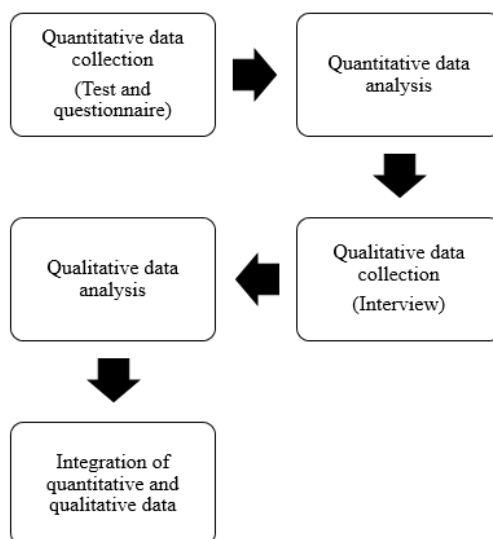 Quantitative data
collection
(Test and
questionnaire)
Quantitative data
analysis
Qualitative data
collection
(Interview)
Qualitative data
analysis
Integration of
quantitative and
qualitative data